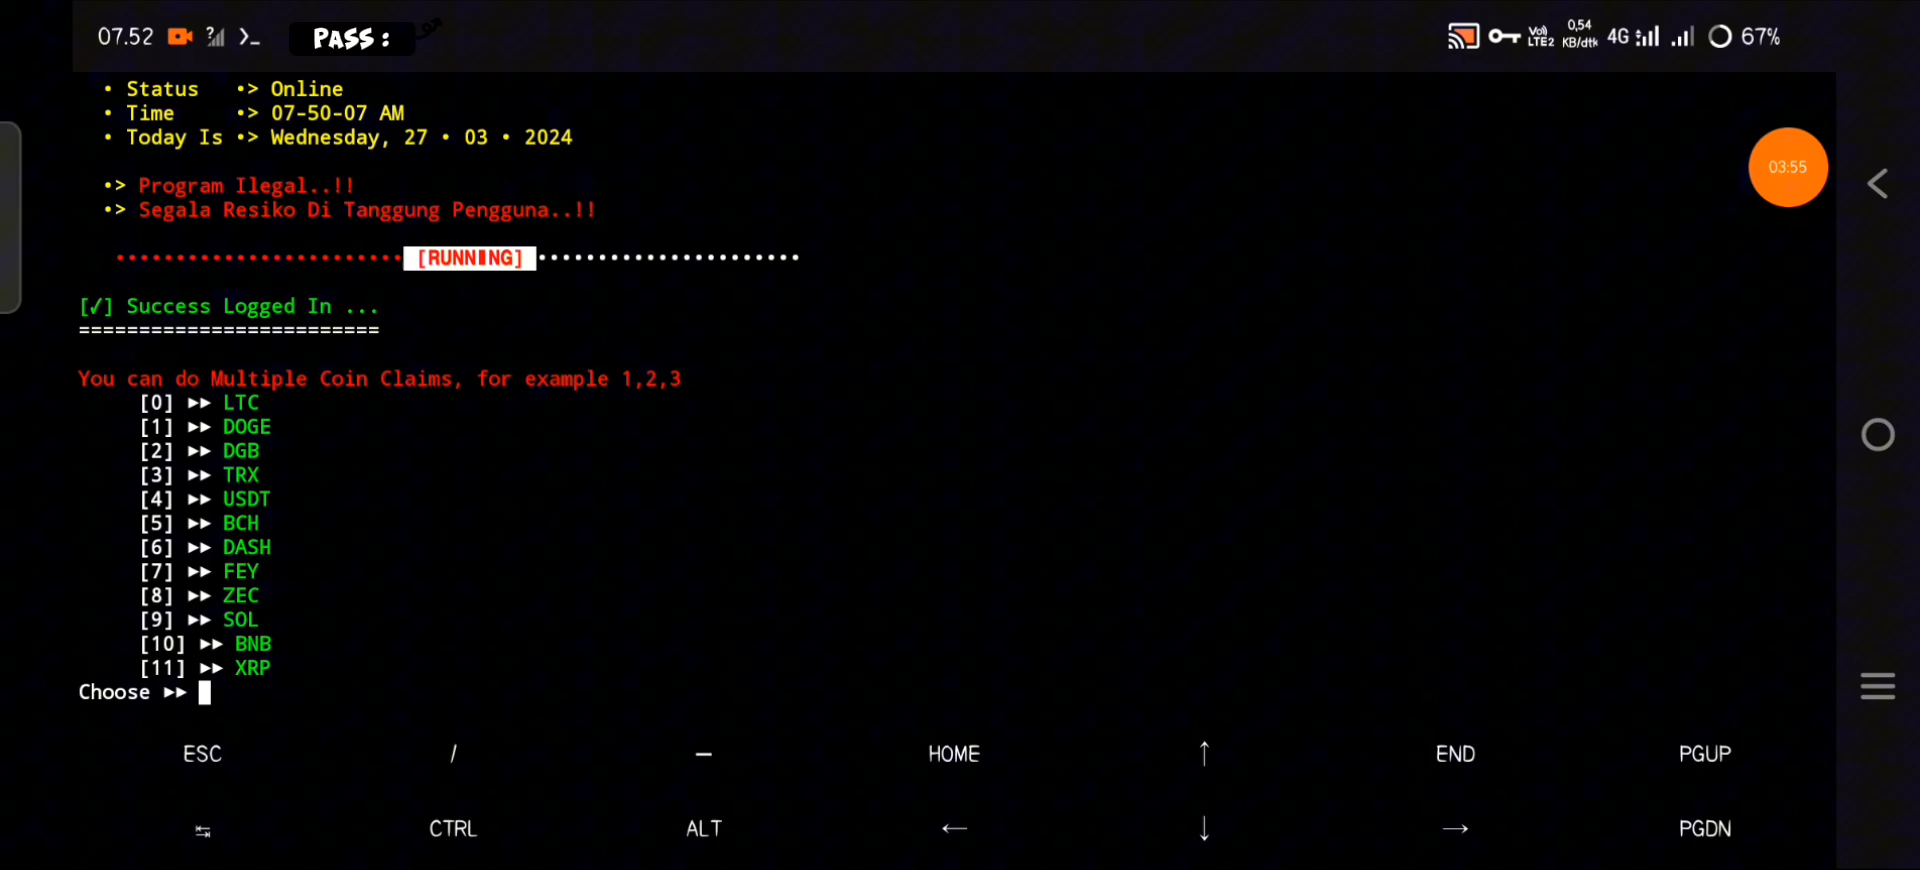 07.52 PASS : Vo) LTE2 0,54 KB/dtk 4G 67%
• Status •> Online
• Time •> 07-50-07 AM
• Today Is •> Wednesday, 27 • 03 • 2024
03:55
•> Program Ilegal..!!
•> Segala Resiko Di Tanggung Pengguna..!!
••••••••••••••••••••••••[RUNNING]••••••••••••••••••••••
[✓] Success Logged In ...
=========================
You can do Multiple Coin Claims, for example 1,2,3
[0] ►► LTC
[1] ►► DOGE
[2] ►► DGB
[3] ►► TRX
[4] ►► USDT
[5] ►► BCH
[6] ►► DASH
[7] ►► FEY
[8] ►► ZEC
[9] ►► SOL
[10] ►► BNB
[11] ►► XRP
Choose ►►
ESC / — HOME ↑ END PGUP
↹ CTRL ALT ← ↓ → PGDN